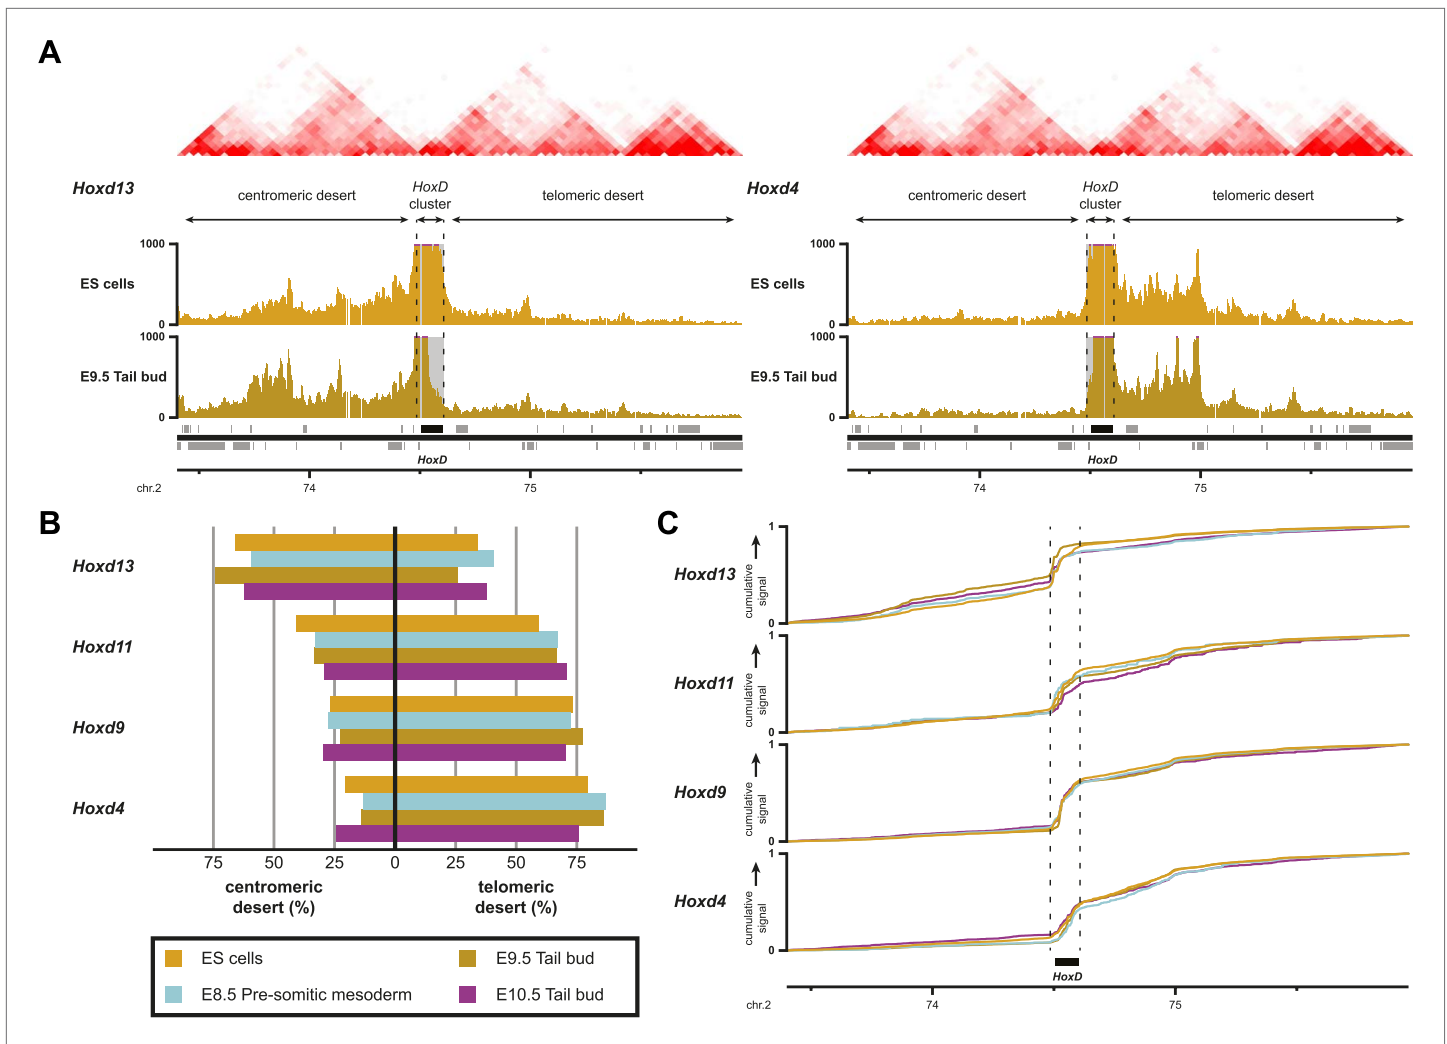 A
Hoxd13
centromeric desert
HoxD
cluster
telomeric desert
1000
ES cells
0
1000
E9.5 Tail bud
0
HoxD
chr.2
74
75
Hoxd4
centromeric desert
HoxD
cluster
telomeric desert
1000
ES cells
0
1000
E9.5 Tail bud
0
HoxD
74
75
B
Hoxd13
Hoxd11
Hoxd9
Hoxd4
75 50 25 0 25 50 75
centromeric
desert (%)
telomeric
desert (%)
ES cells
E9.5 Tail bud
E8.5 Pre-somitic mesoderm
E10.5 Tail bud
C
Hoxd13
cumulative
signal
1
0
Hoxd11
cumulative
signal
1
0
Hoxd9
cumulative
signal
1
0
Hoxd4
cumulative
signal
1
0
HoxD
chr.2
74
75